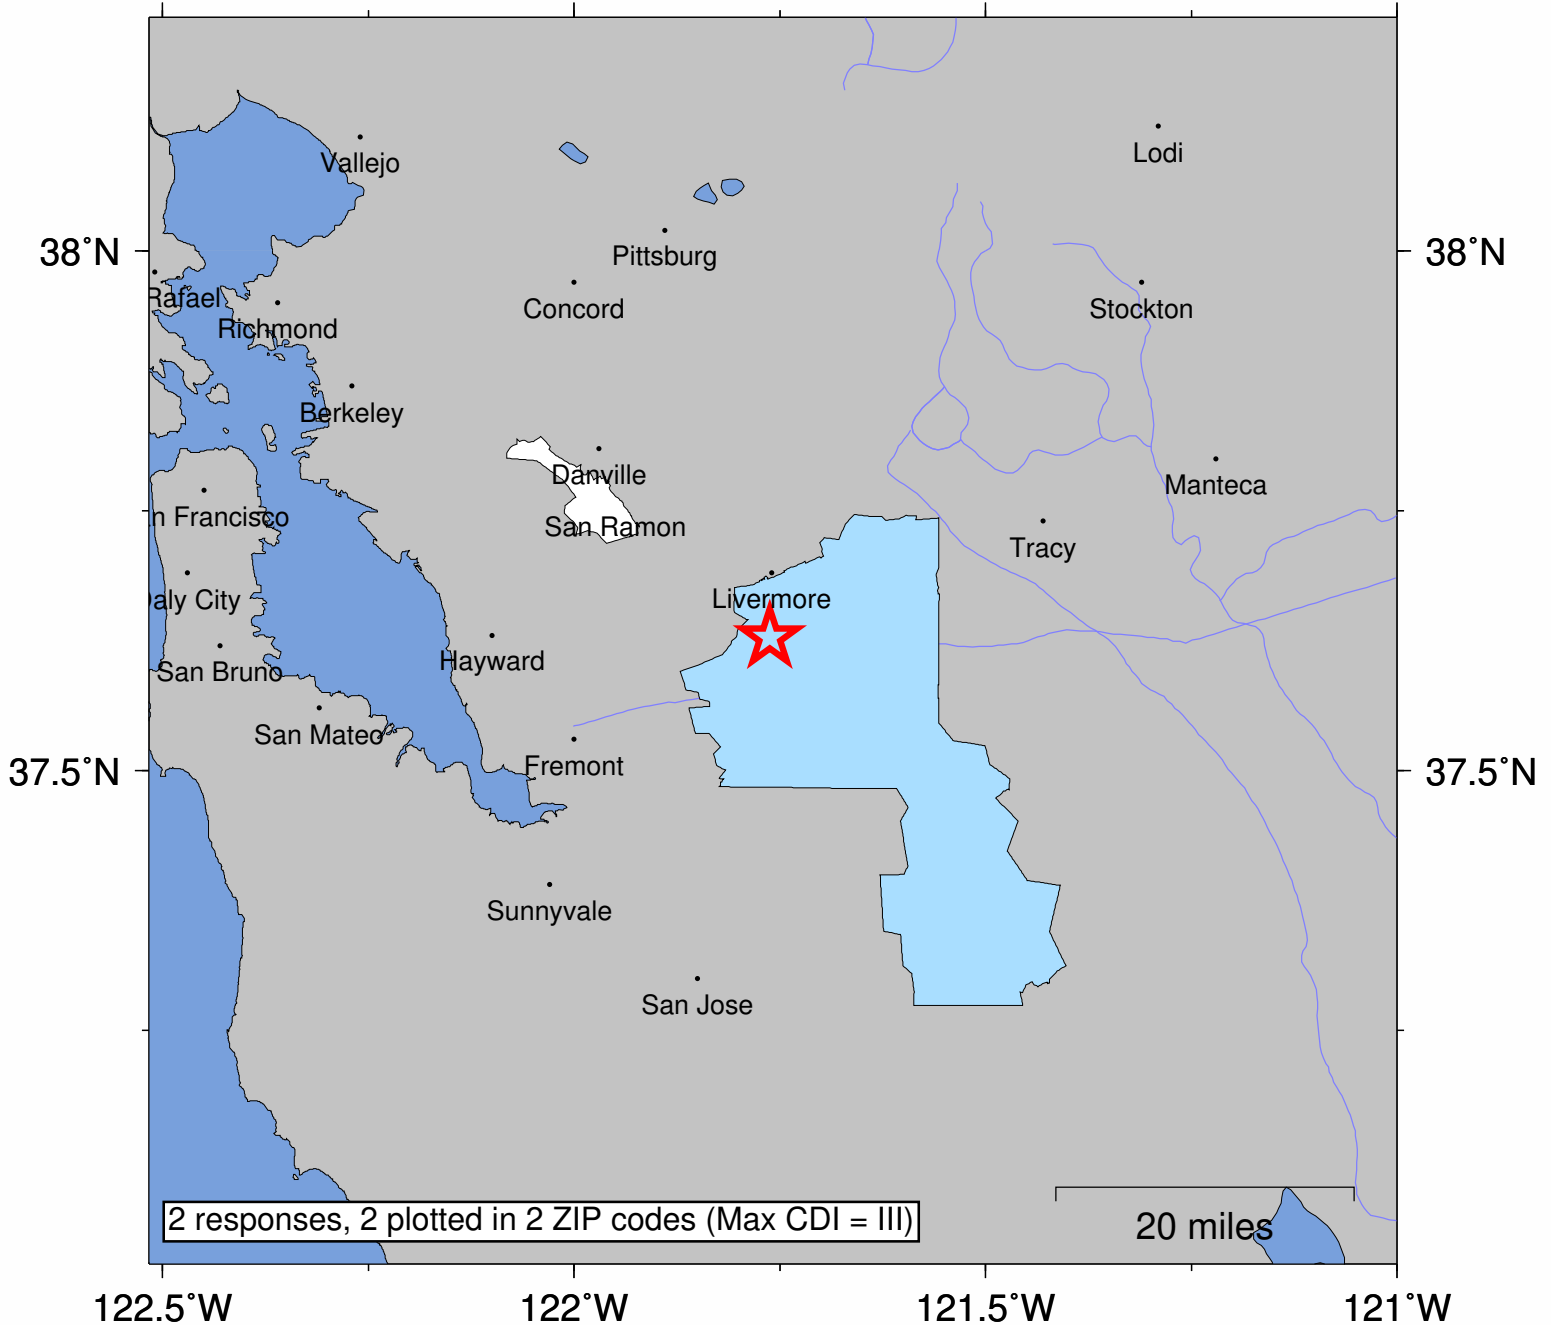 Vallejo
Lodi
38°N
38°N
Pittsburg
Rafael
Concord
Stockton
Richmond
Berkeley
Danville
Manteca
n Francisco
San Ramon
Tracy
Daly City
Livermore
San Bruno
Hayward
San Mateo
Fremont
37.5°N
37.5°N
Sunnyvale
San Jose
2 responses, 2 plotted in 2 ZIP codes (Max CDI = III)
20 miles
122.5°W
122°W
121.5°W
121°W